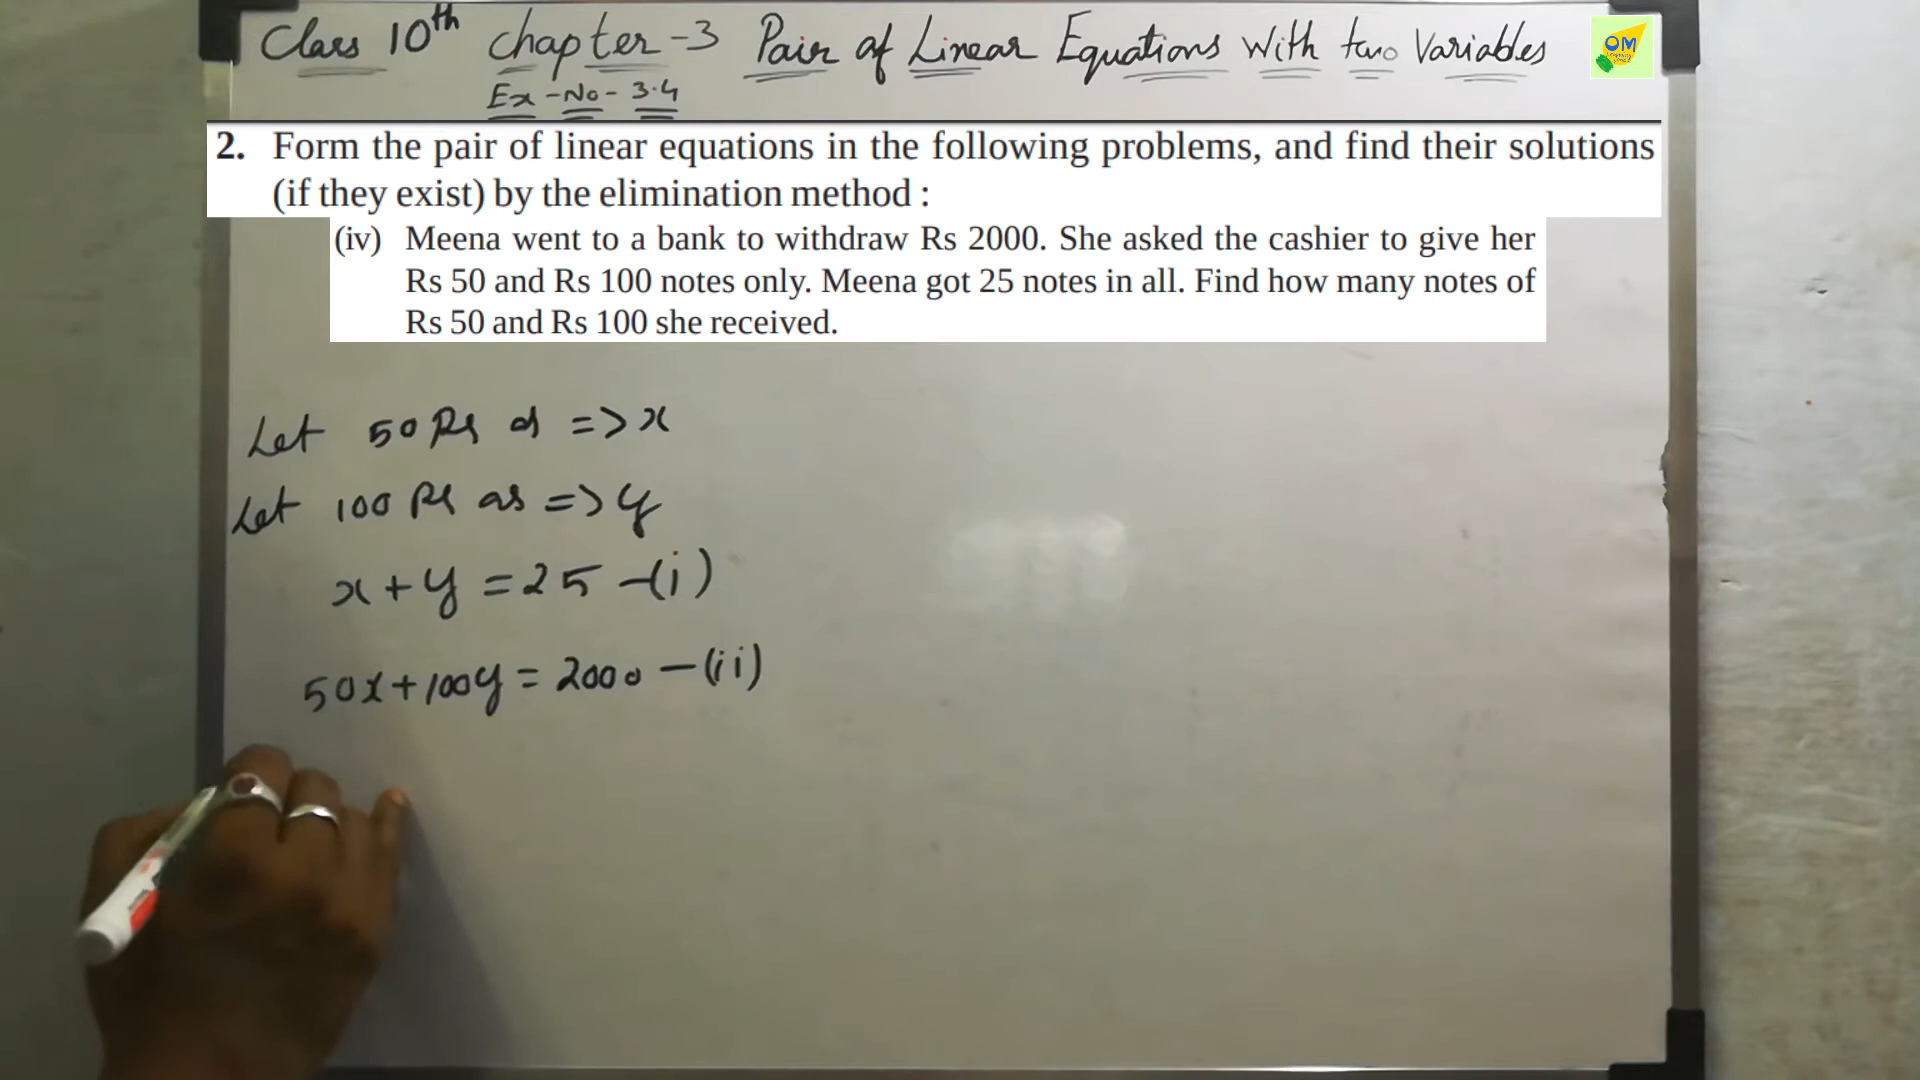 Class 10th chapter-3 Pair of Linear Equations With two Variables
Ex-No-3.4
OM
2. Form the pair of linear equations in the following problems, and find their solutions
(if they exist) by the elimination method :
(iv) Meena went to a bank to withdraw Rs 2000. She asked the cashier to give her
Rs 50 and Rs 100 notes only. Meena got 25 notes in all. Find how many notes of
Rs 50 and Rs 100 she received.
Let 50 Rs as => x
Let 100 Rs as => y
x + y = 25 -(i)
50x + 100y = 2000 -(ii)